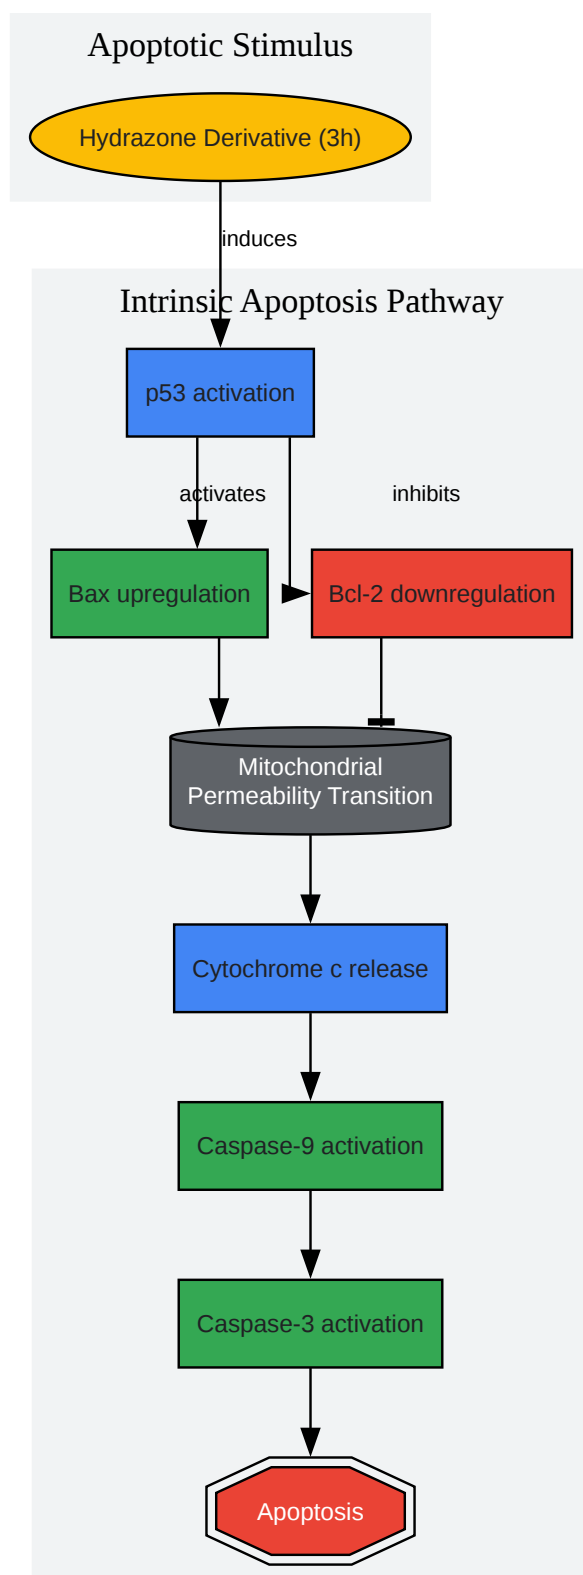 Apoptotic Stimulus
Hydrazone Derivative (3h)
induces
Intrinsic Apoptosis Pathway
p53 activation
activates
inhibits
Bax upregulation
Bcl-2 downregulation
Mitochondrial
Permeability Transition
Cytochrome c release
Caspase-9 activation
Caspase-3 activation
Apoptosis